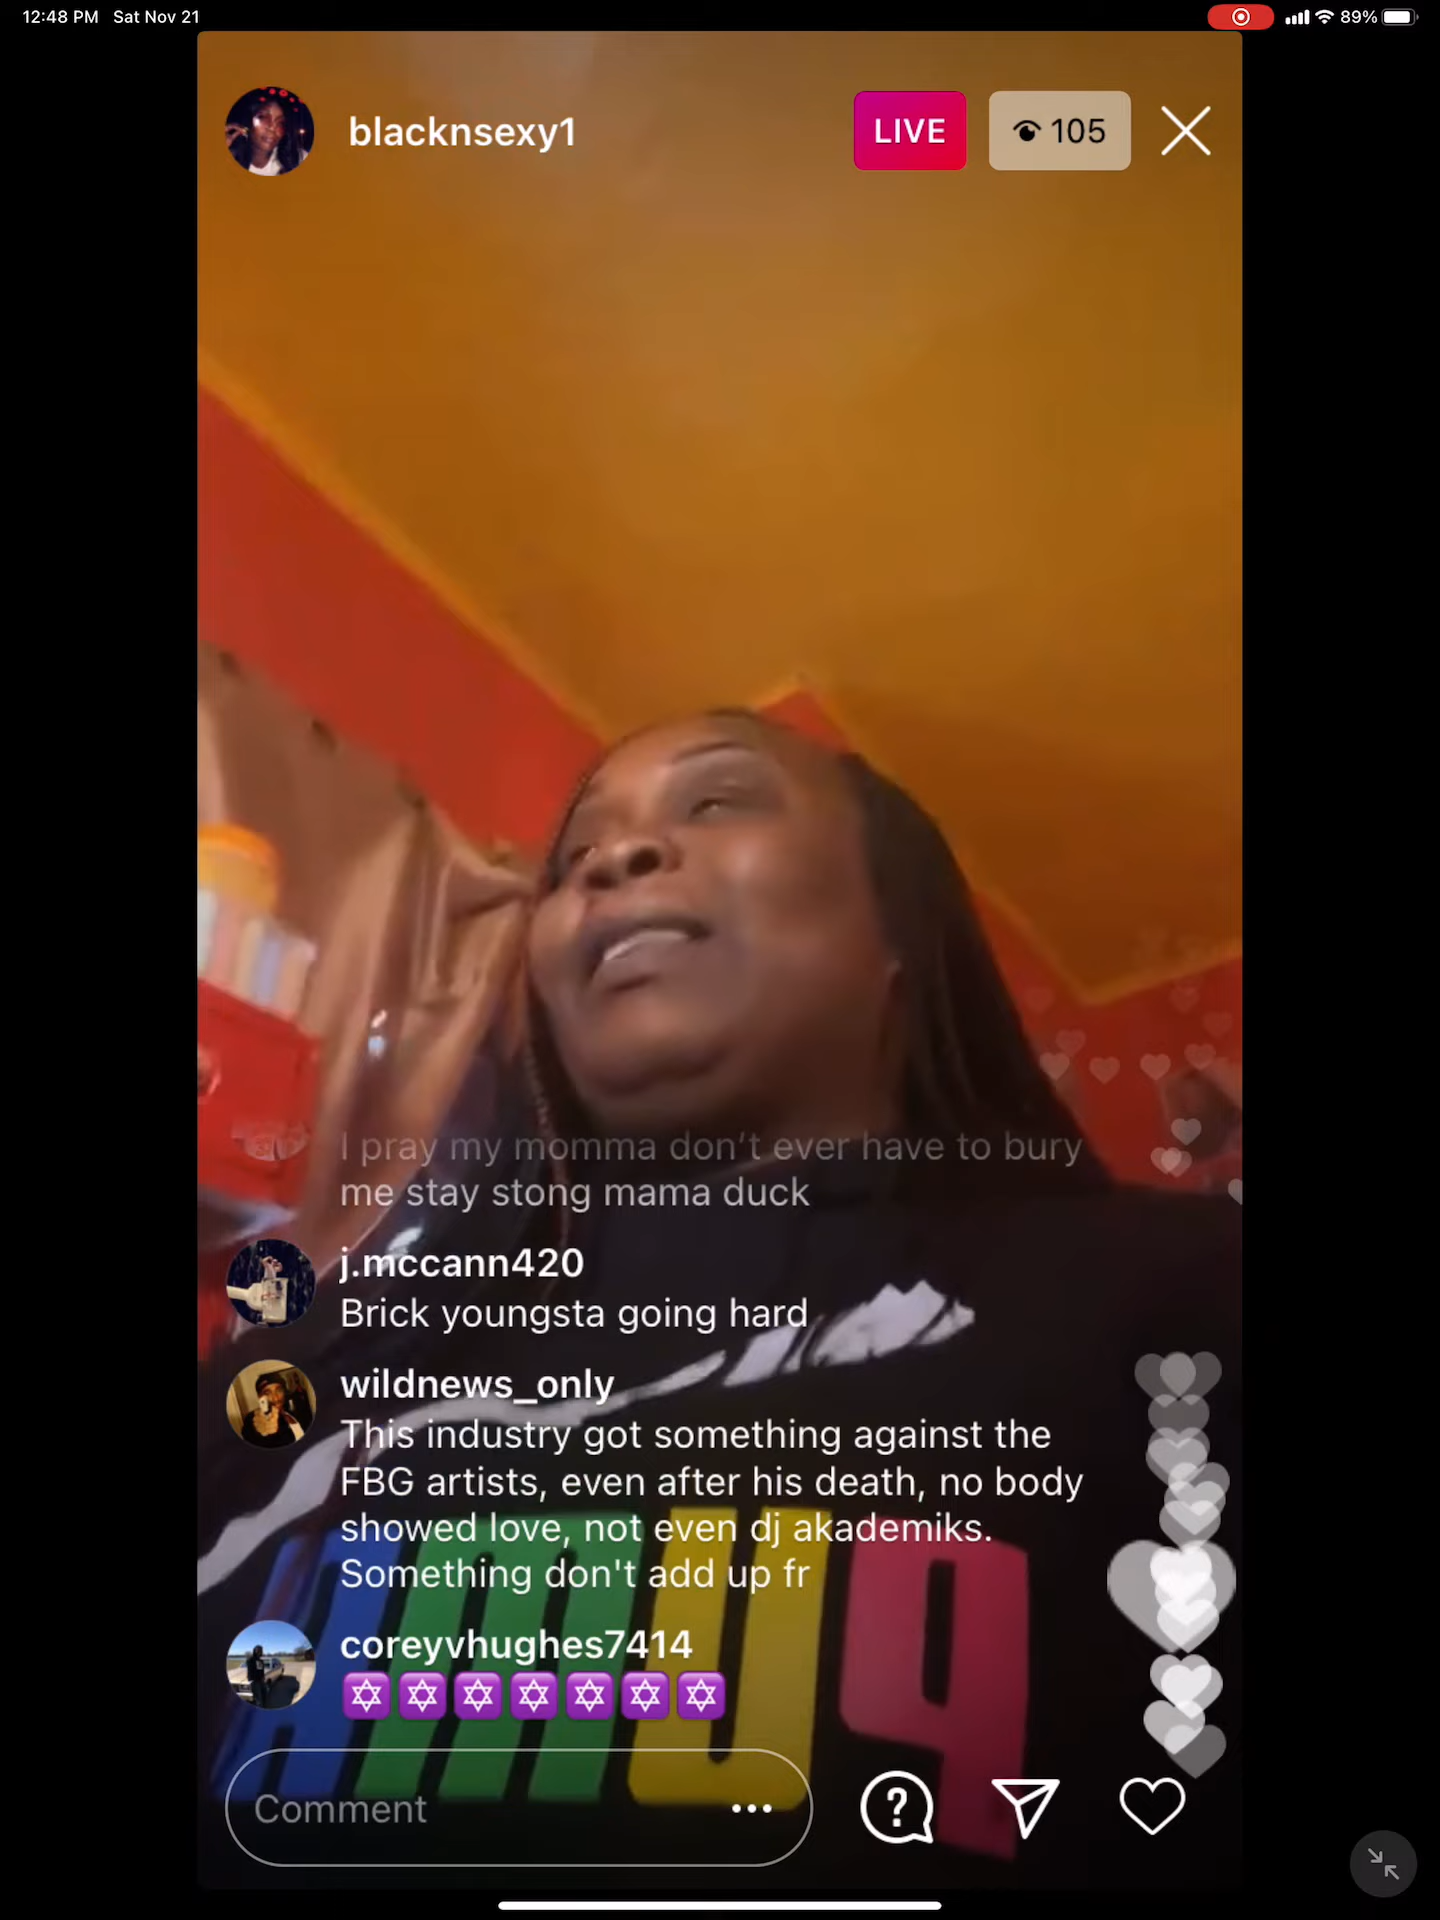 12:48 PM Sat Nov 21
89%
blacknsexy1
LIVE
105
I pray my momma don’t ever have to bury
me stay stong mama duck
j.mccann420
Brick youngsta going hard
wildnews_only
This industry got something against the
FBG artists, even after his death, no body
showed love, not even dj akademiks.
Something don't add up fr
coreyvhughes7414
🔯🔯🔯🔯🔯🔯🔯
Comment